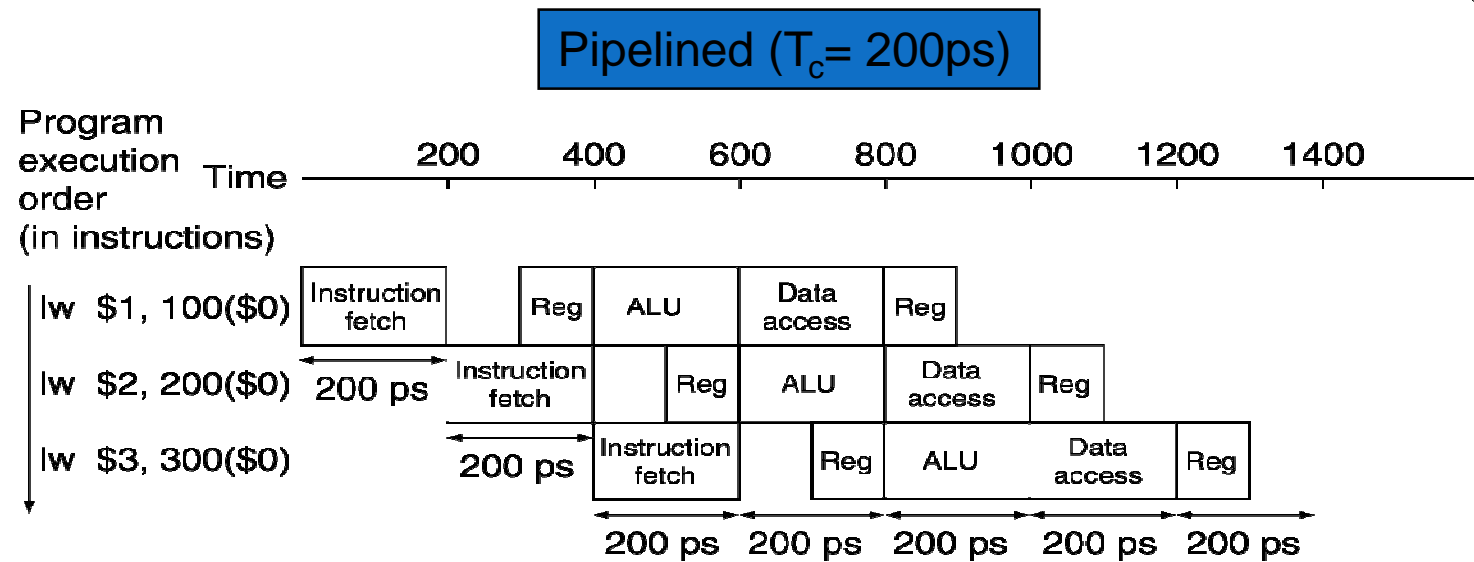 Pipelined (Tc= 200ps)
Program
execution
order
(in instructions)
Time
200 400 600 800 1000 1200 1400
lw $1, 100($0)
Instruction
fetch
Reg
ALU
Data
access
Reg
lw $2, 200($0)
200 ps
Instruction
fetch
Reg
ALU
Data
access
Reg
lw $3, 300($0)
200 ps
Instruction
fetch
Reg
ALU
Data
access
Reg
200 ps 200 ps 200 ps 200 ps 200 ps